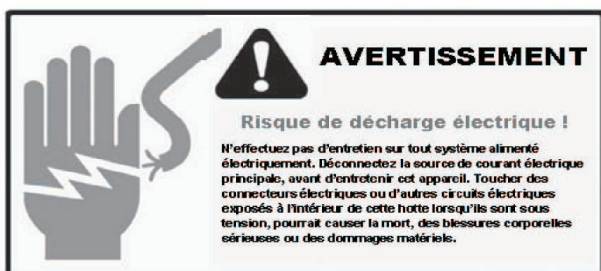 AVERTISSEMENT
Risque de décharge électrique !
N'effectuez pas d'entretien sur tout système alimenté
électriquement. Déconnectez la source de courant électrique
principale, avant d'entretenir cet appareil. Toucher des
connecteurs électriques ou d'autres circuits électriques
exposés à l'intérieur de cette hotte lorsqu'ils sont sous
tension, pourrait causer la mort, des blessures corporelles
sérieuses ou des dommages matériels.